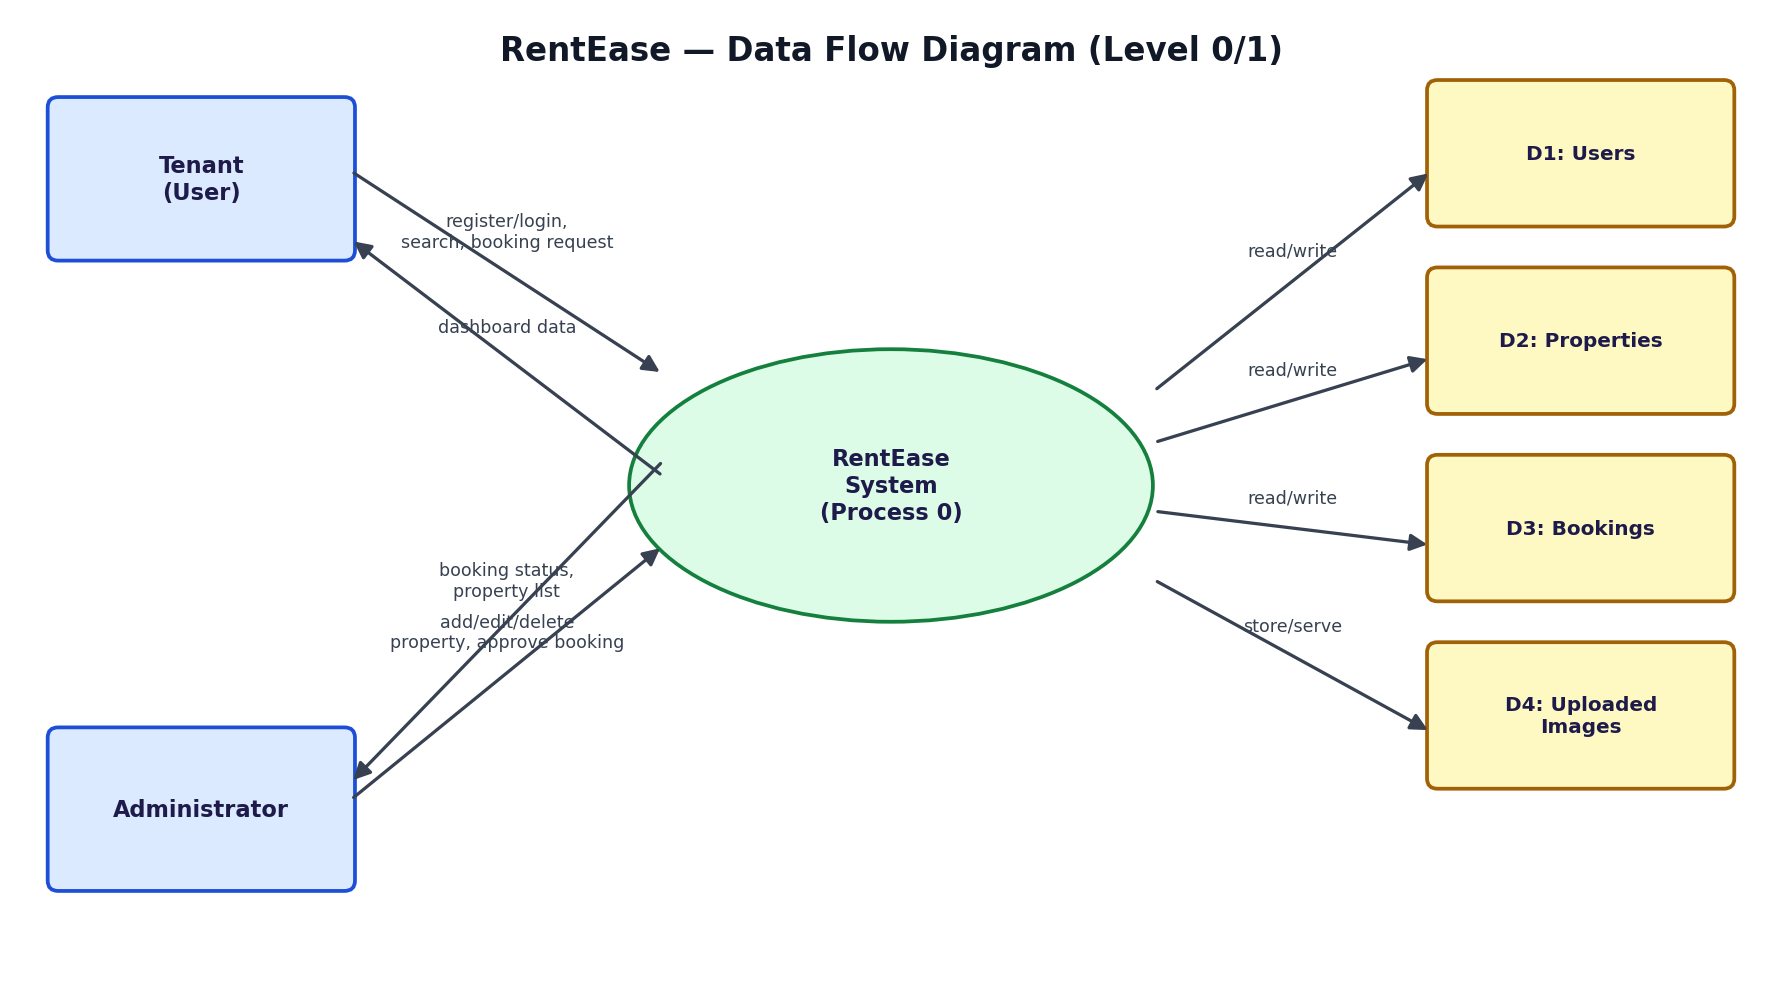 RentEase — Data Flow Diagram (Level 0/1)
Tenant
(User)
register/login,
search, booking request
dashboard data
RentEase
System
(Process 0)
booking status,
property list
add/edit/delete
property, approve booking
Administrator
read/write
read/write
read/write
store/serve
D1: Users
D2: Properties
D3: Bookings
D4: Uploaded
Images